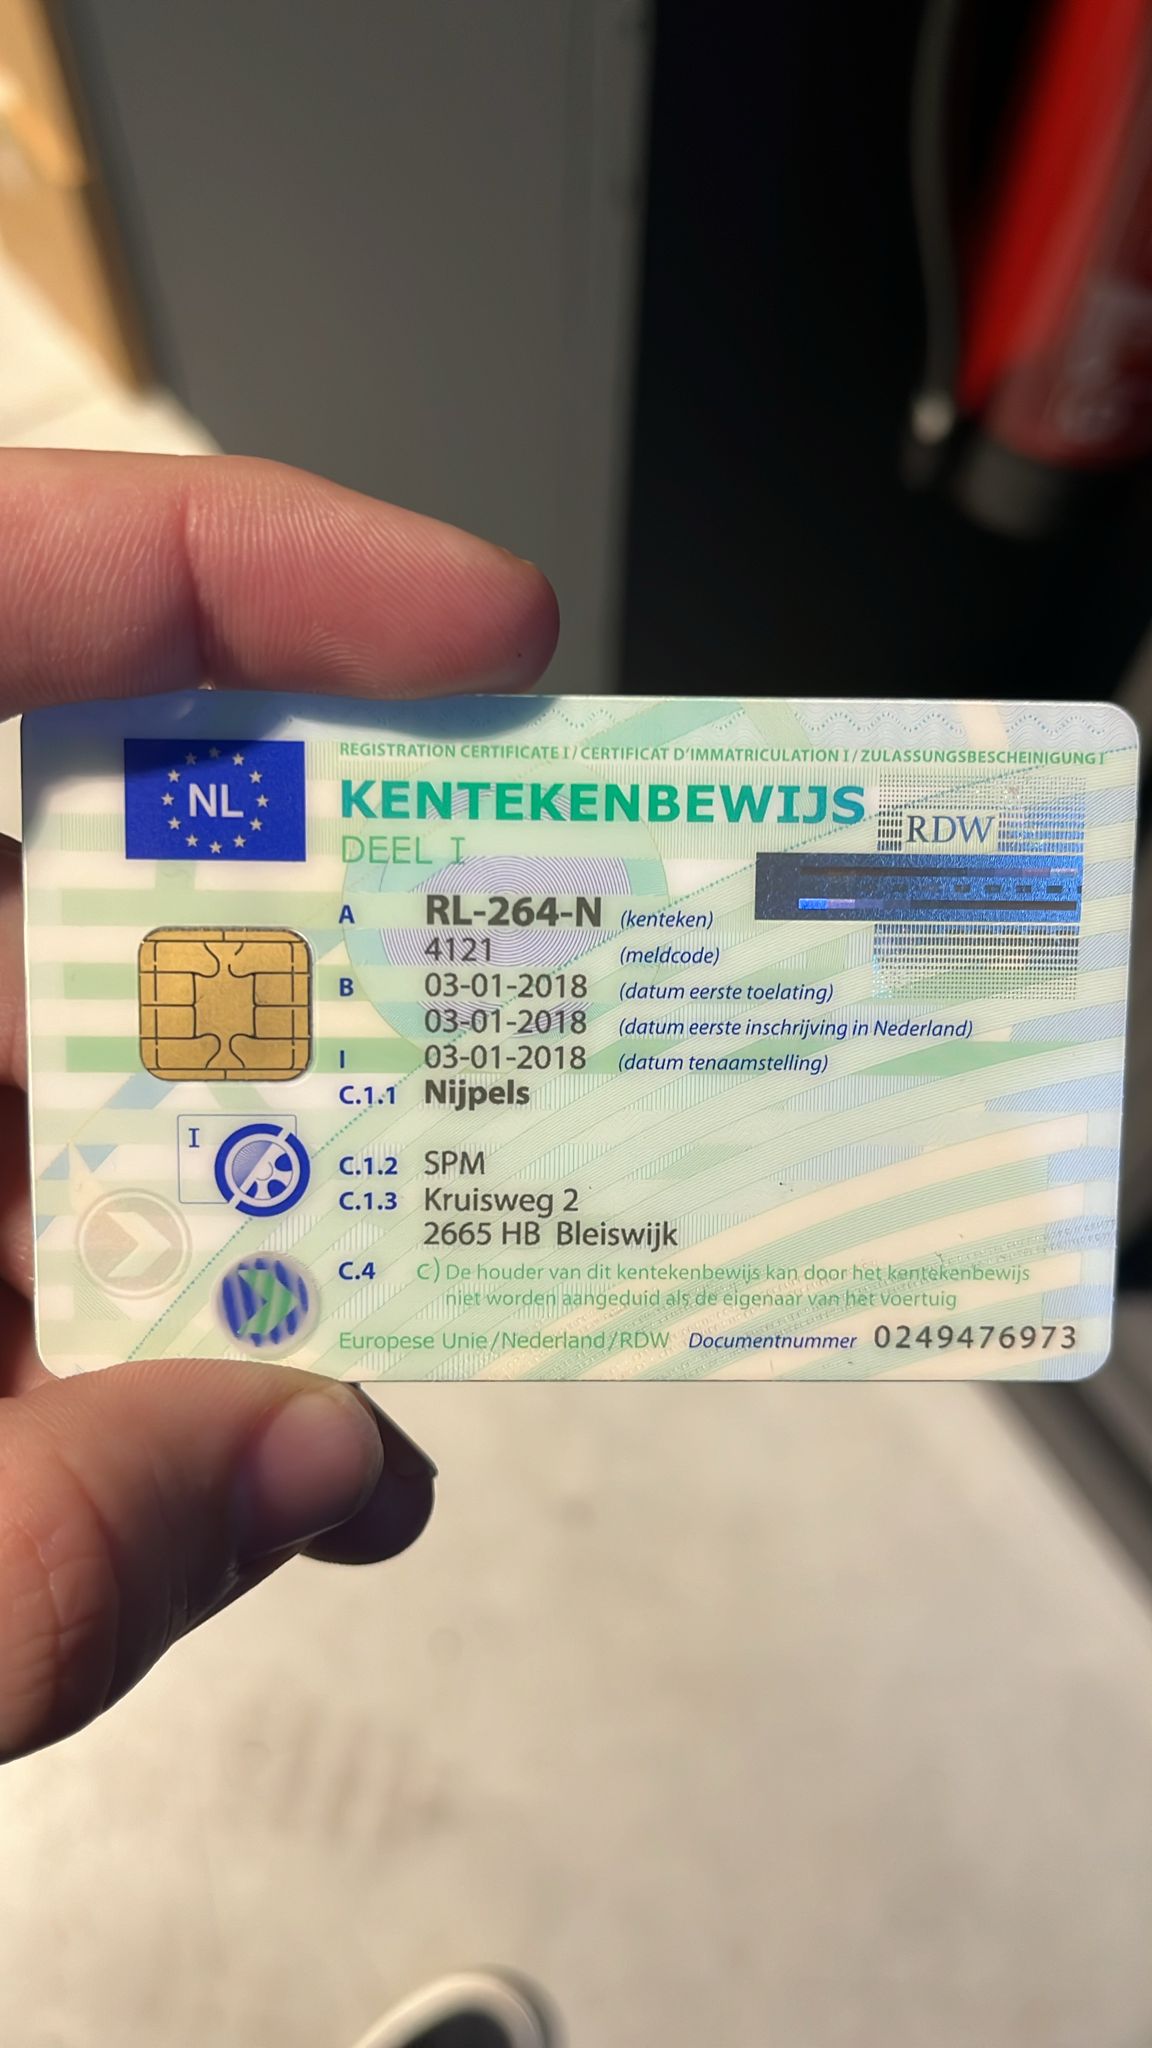 REGISTRATION CERTIFICATE I / CERTIFICAT D'IMMATRICULATION I / ZULASSUNGSBESCHEINIGUNG I
NL
KENTEKENBEWIJS
RDW
DEEL I
A RL-264-N (kenteken)
4121 (meldcode)
B 03-01-2018 (datum eerste toelating)
03-01-2018 (datum eerste inschrijving in Nederland)
I 03-01-2018 (datum tenaamstelling)
C.1.1 Nijpels
I
C.1.2 SPM
C.1.3 Kruisweg 2
2665 HB Bleiswijk
C.4 C) De houder van dit kentekenbewijs kan door het kentekenbewijs
niet worden aangeduid als de eigenaar van het voertuig
Europese Unie/Nederland/RDW Documentnummer 0249476973